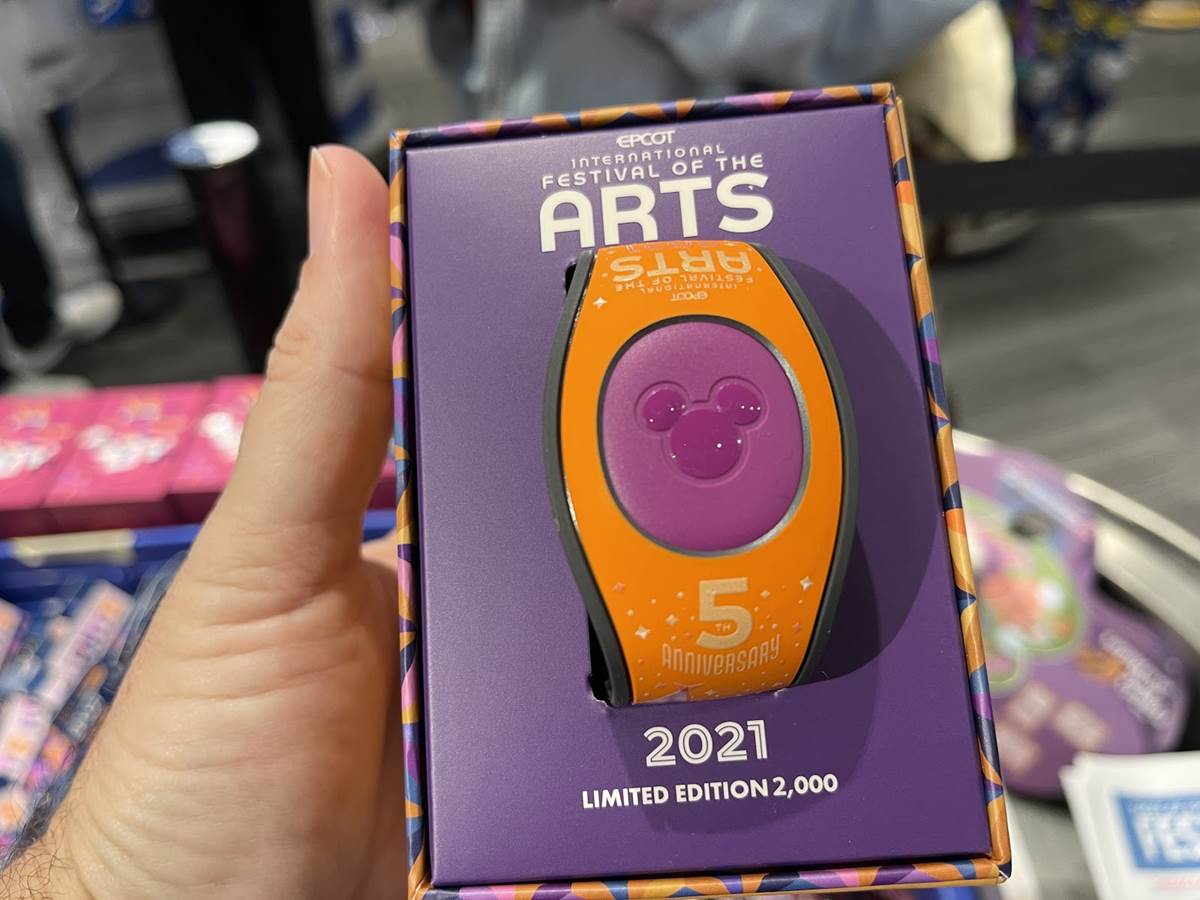 EPCOT
INTERNATIONAL
FESTIVAL OF THE
ARTS
ARTS
FESTIVAL OF THE
INTERNATIONAL
EPCOT
5TH
ANNIVERSARY
2021
LIMITED EDITION 2,000